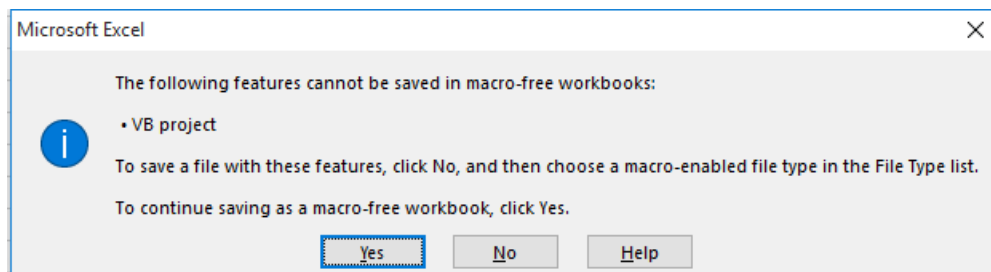 Microsoft Excel
The following features cannot be saved in macro-free workbooks:
• VB project
To save a file with these features, click No, and then choose a macro-enabled file type in the File Type list.
To continue saving as a macro-free workbook, click Yes.
Yes No Help